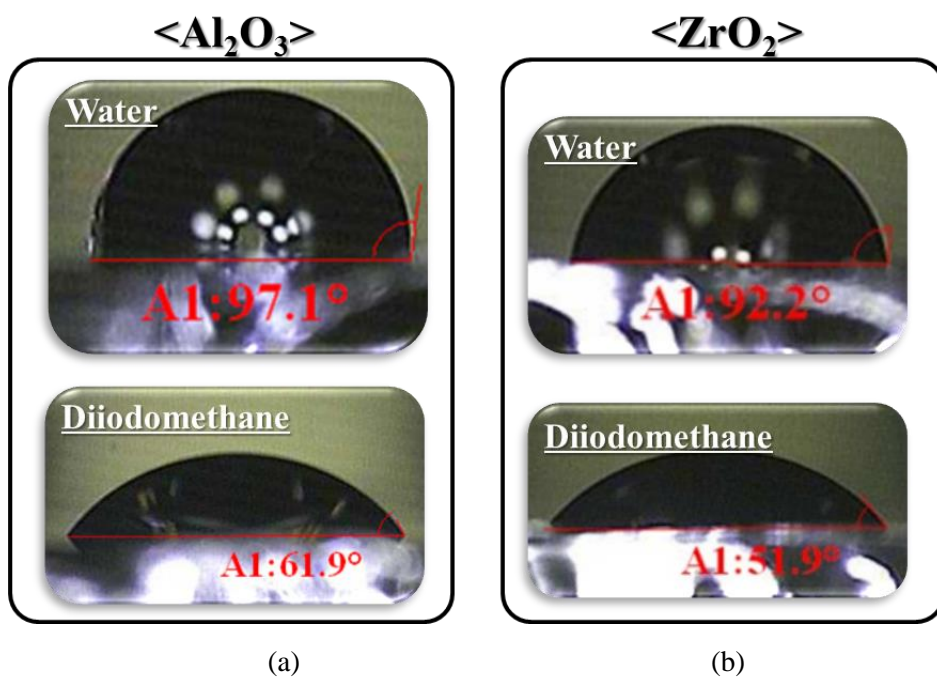 <Al₂O₃>
Water
A1:97.1°
Diiodomethane
A1:61.9°
(a)
<ZrO₂>
Water
A1:92.2°
Diiodomethane
A1:51.9°
(b)